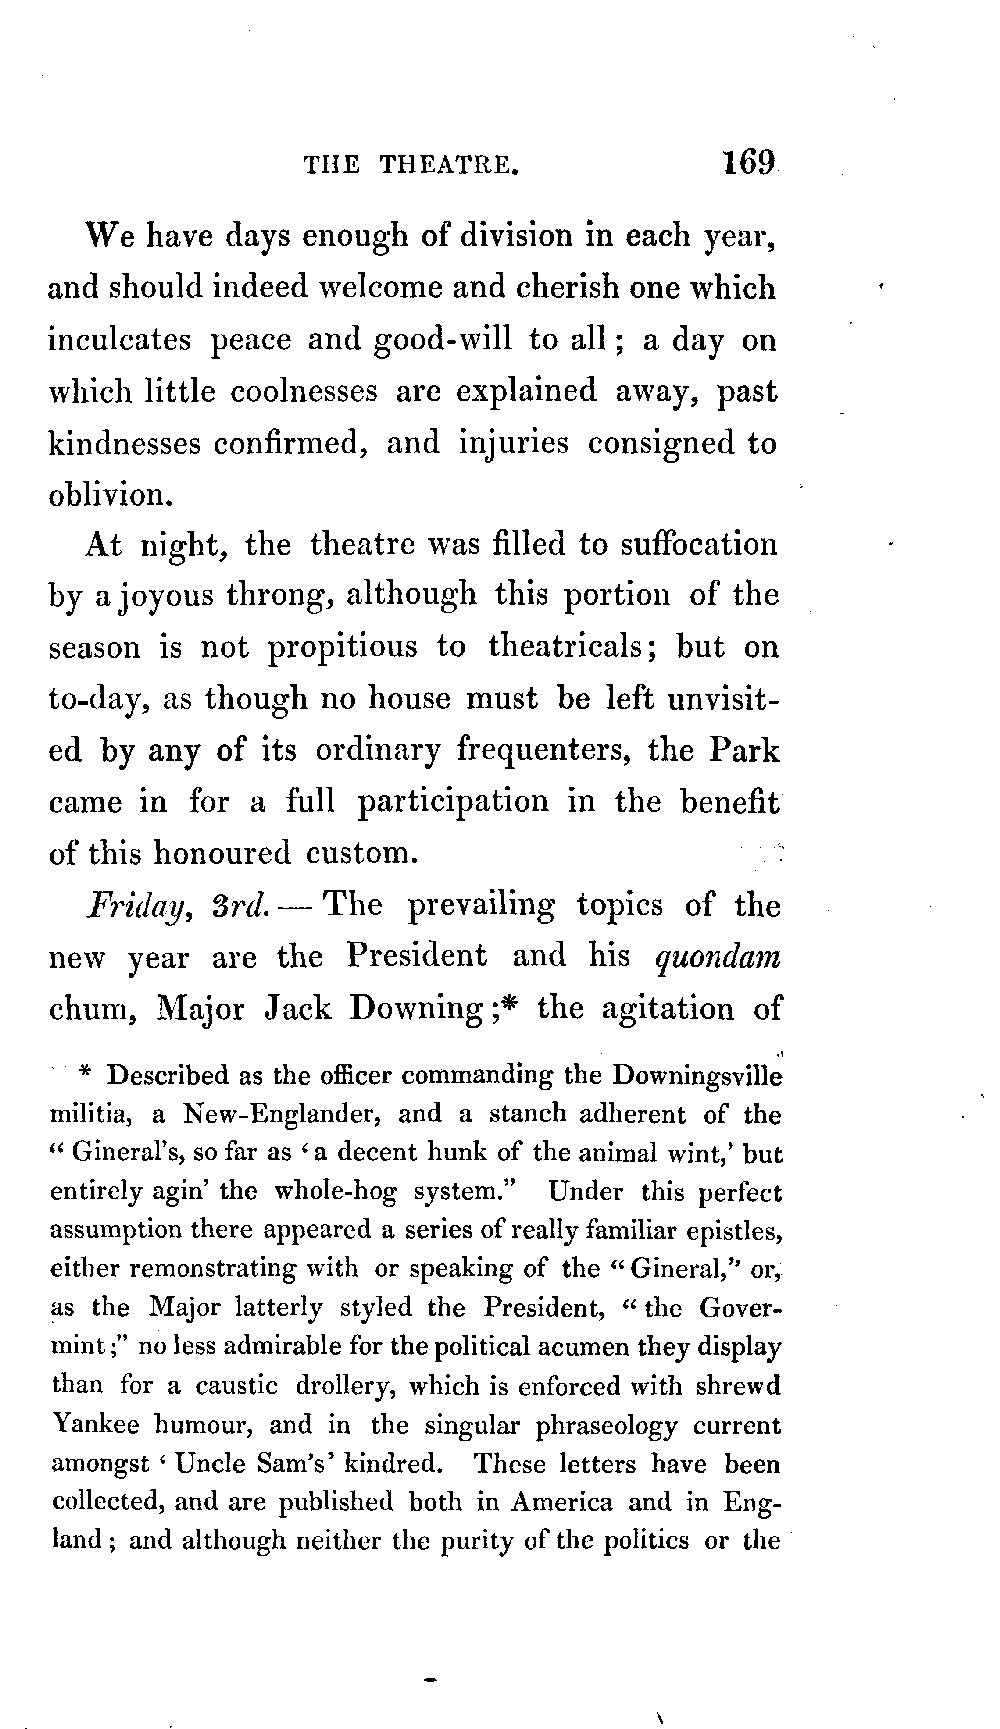 THE THEATRE. 169
We have days enough of division in each year,
and should indeed welcome and cherish one which
inculcates peace and good-will to all ; a day on
which little coolnesses are explained away, past
kindnesses confirmed, and injuries consigned to
oblivion.
At night, the theatre was filled to suffocation
by a joyous throng, although this portion of the
season is not propitious to theatricals; but on
to-day, as though no house must be left unvisit-
ed by any of its ordinary frequenters, the Park
came in for a full participation in the benefit
of this honoured custom.
Friday, 3rd. — The prevailing topics of the
new year are the President and his quondam
chum, Major Jack Downing ;* the agitation of
* Described as the officer commanding the Downingsville
militia, a New-Englander, and a stanch adherent of the
“ Gineral's, so far as ‘ a decent hunk of the animal wint,’ but
entirely agin’ the whole-hog system.” Under this perfect
assumption there appeared a series of really familiar epistles,
either remonstrating with or speaking of the “ Gineral,” or,
as the Major latterly styled the President, “ the Gover-
mint ;” no less admirable for the political acumen they display
than for a caustic drollery, which is enforced with shrewd
Yankee humour, and in the singular phraseology current
amongst ‘ Uncle Sam's’ kindred. These letters have been
collected, and are published both in America and in Eng-
land ; and although neither the purity of the politics or the